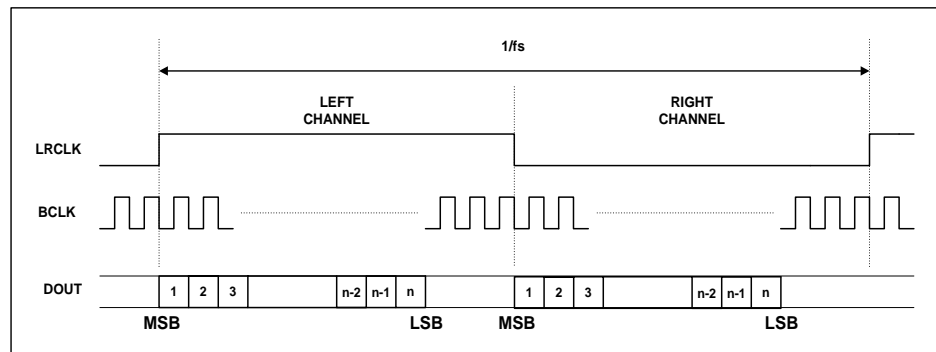 1/fs
LEFT
CHANNEL
RIGHT
CHANNEL
LRCLK
BCLK
DOUT
1 2 3 n-2 n-1 n 1 2 3 n-2 n-1 n
MSB LSB MSB LSB